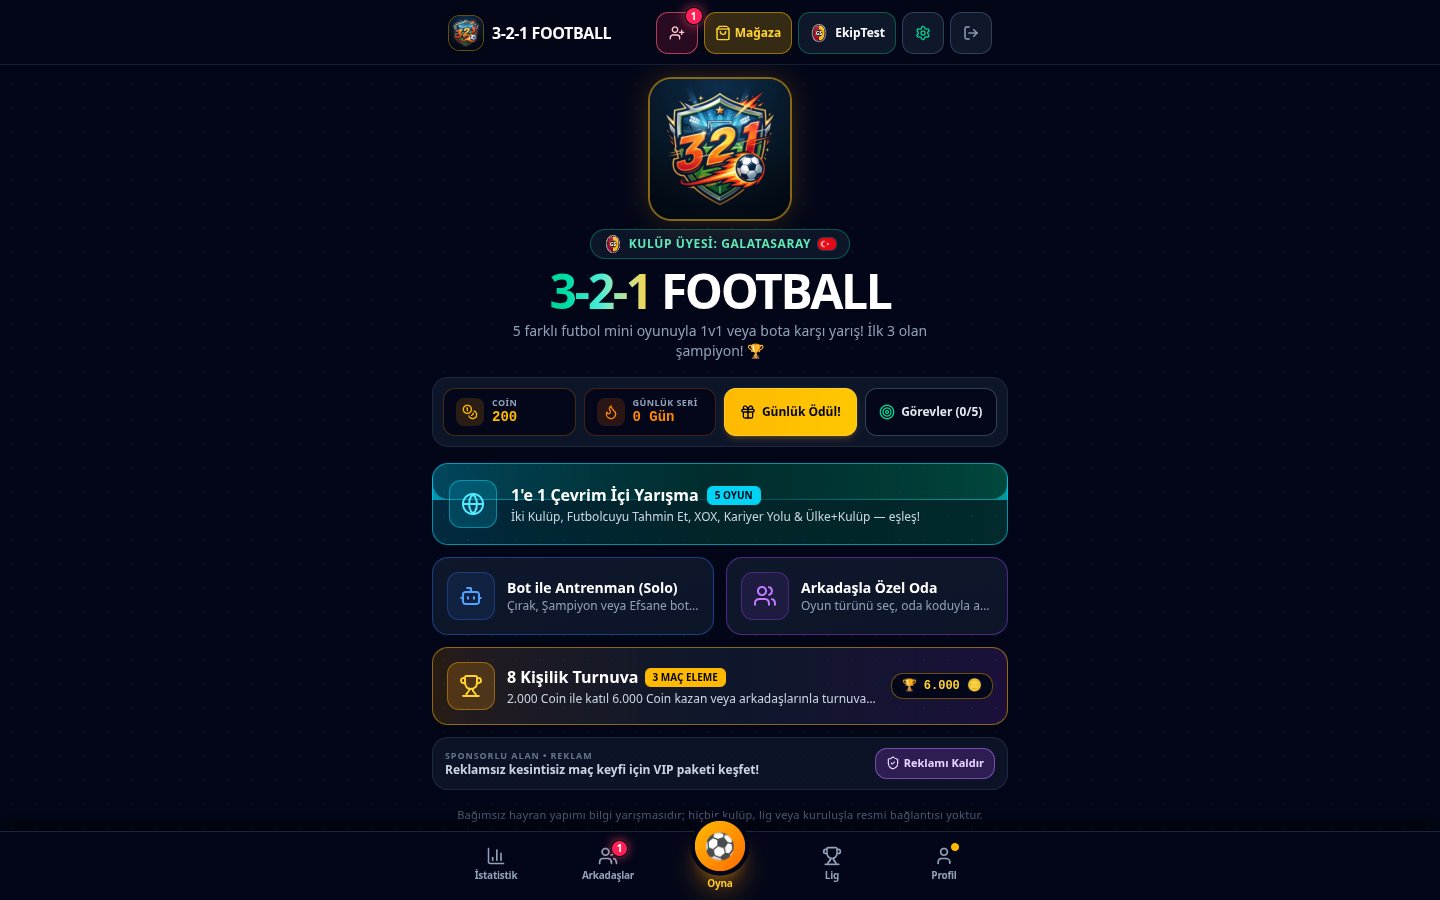 321
3-2-1 FOOTBALL
1
Mağaza
GS
EkipTest
321
GS
KULÜP ÜYESİ: GALATASARAY
3-2-1 FOOTBALL
5 farklı futbol mini oyunuyla 1v1 veya bota karşı yarış! İlk 3 olan
şampiyon! 🏆
COİN
200
GÜNLÜK SERİ
0 Gün
Günlük Ödül!
Görevler (0/5)
1'e 1 Çevrim İçi Yarışma
5 OYUN
İki Kulüp, Futbolcuyu Tahmin Et, XOX, Kariyer Yolu & Ülke+Kulüp — eşleş!
Bot ile Antrenman (Solo)
Çırak, Şampiyon veya Efsane bot...
Arkadaşla Özel Oda
Oyun türünü seç, oda koduyla a...
8 Kişilik Turnuva
3 MAÇ ELEME
2.000 Coin ile katıl 6.000 Coin kazan veya arkadaşlarınla turnuva...
🏆 6.000 🪙
SPONSORLU ALAN • REKLAM
Reklamsız kesintisiz maç keyfi için VIP paketi keşfet!
Reklamı Kaldır
Bağımsız hayran yapımı bilgi yarışmasıdır; hiçbir kulüp, lig veya kuruluşla resmi bağlantısı yoktur.
İstatistik
1
Arkadaşlar
Oyna
Lig
Profil